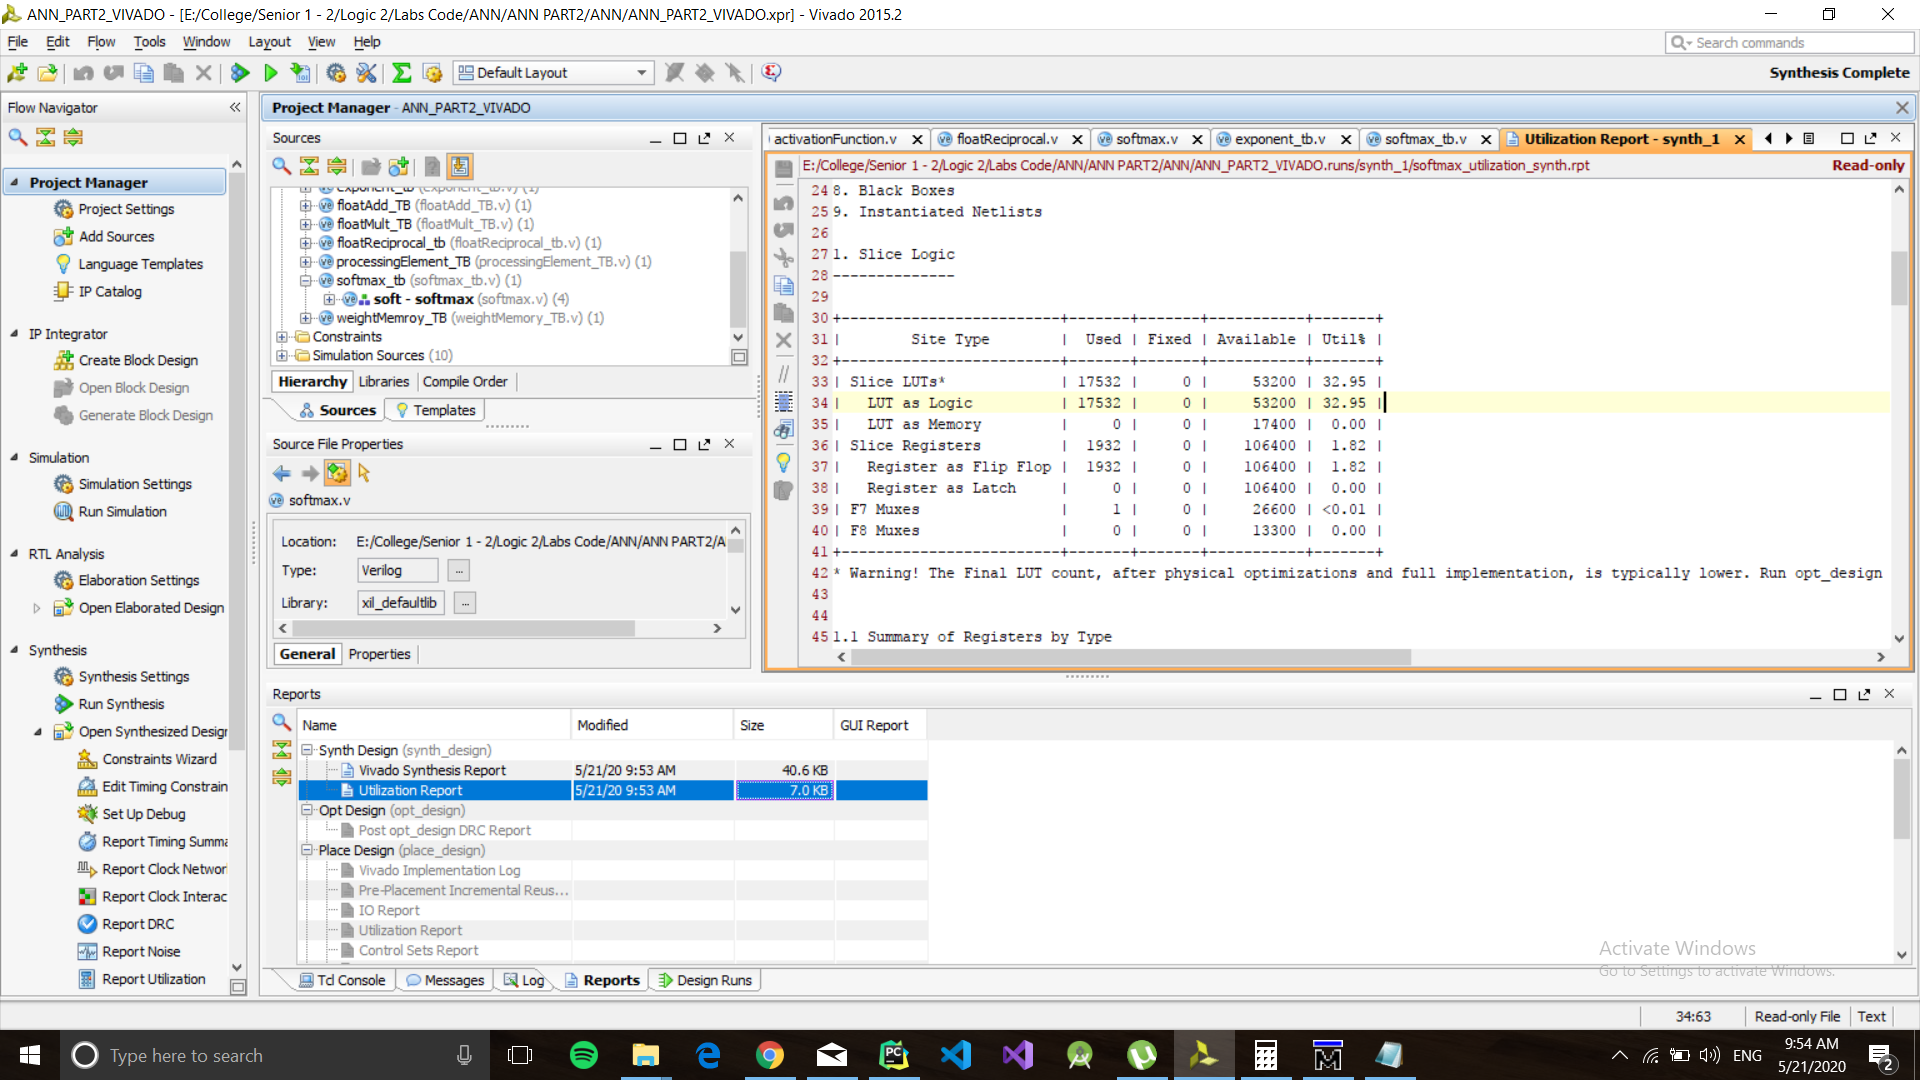 ANN_PART2_VIVADO - [E:/College/Senior 1 - 2/Logic 2/Labs Code/ANN/ANN PART2/ANN/ANN_PART2_VIVADO.xpr] - Vivado 2015.2
File Edit Flow Tools Window Layout View Help
Search commands
Default Layout
Synthesis Complete
Flow Navigator
Project Manager
Project Settings
Add Sources
Language Templates
IP Catalog
IP Integrator
Create Block Design
Open Block Design
Generate Block Design
Simulation
Simulation Settings
Run Simulation
RTL Analysis
Elaboration Settings
Open Elaborated Design
Synthesis
Synthesis Settings
Run Synthesis
Open Synthesized Desig
Constraints Wizard
Edit Timing Constrain
Set Up Debug
Report Timing Summa
Report Clock Networ
Report Clock Interac
Report DRC
Report Noise
Report Utilization
Project Manager - ANN_PART2_VIVADO
Sources
exponent_tb (exponent_tb.v) (1)
floatAdd_TB (floatAdd_TB.v) (1)
floatMult_TB (floatMult_TB.v) (1)
floatReciprocal_tb (floatReciprocal_tb.v) (1)
processingElement_TB (processingElement_TB.v) (1)
softmax_tb (softmax_tb.v) (1)
soft - softmax (softmax.v) (4)
weightMemroy_TB (weightMemory_TB.v) (1)
Constraints
Simulation Sources (10)
Hierarchy Libraries Compile Order
Sources Templates
Source File Properties
softmax.v
Location: E:/College/Senior 1 - 2/Logic 2/Labs Code/ANN/ANN PART2/A
Type: Verilog ...
Library: xil_defaultlib ...
General Properties
activationFunction.v floatReciprocal.v softmax.v exponent_tb.v softmax_tb.v Utilization Report - synth_1
E:/College/Senior 1 - 2/Logic 2/Labs Code/ANN/ANN PART2/ANN/ANN_PART2_VIVADO.runs/synth_1/softmax_utilization_synth.rpt Read-only
24 8. Black Boxes
25 9. Instantiated Netlists
26
27 1. Slice Logic
28 --------------
29
30 +--------------------------+-------+-------+-----------+-------+
31 | Site Type | Used | Fixed | Available | Util% |
32 +--------------------------+-------+-------+-----------+-------+
33 | Slice LUTs* | 17532 | 0 | 53200 | 32.95 |
34 | LUT as Logic | 17532 | 0 | 53200 | 32.95 |
35 | LUT as Memory | 0 | 0 | 17400 | 0.00 |
36 | Slice Registers | 1932 | 0 | 106400 | 1.82 |
37 | Register as Flip Flop | 1932 | 0 | 106400 | 1.82 |
38 | Register as Latch | 0 | 0 | 106400 | 0.00 |
39 | F7 Muxes | 1 | 0 | 26600 | <0.01 |
40 | F8 Muxes | 0 | 0 | 13300 | 0.00 |
41 +--------------------------+-------+-------+-----------+-------+
42 * Warning! The Final LUT count, after physical optimizations and full implementation, is typically lower. Run opt_design
43
44
45 1.1 Summary of Registers by Type
Reports
Name Modified Size GUI Report
Synth Design (synth_design)
Vivado Synthesis Report 5/21/20 9:53 AM 40.6 KB
Utilization Report 5/21/20 9:53 AM 7.0 KB
Opt Design (opt_design)
Post opt_design DRC Report
Place Design (place_design)
Vivado Implementation Log
Pre-Placement Incremental Reus...
IO Report
Utilization Report
Control Sets Report
Tcl Console Messages Log Reports Design Runs
Activate Windows
Go to Settings to activate Windows.
34:63 Read-only File Text
Type here to search
ENG
9:54 AM
5/21/2020
2